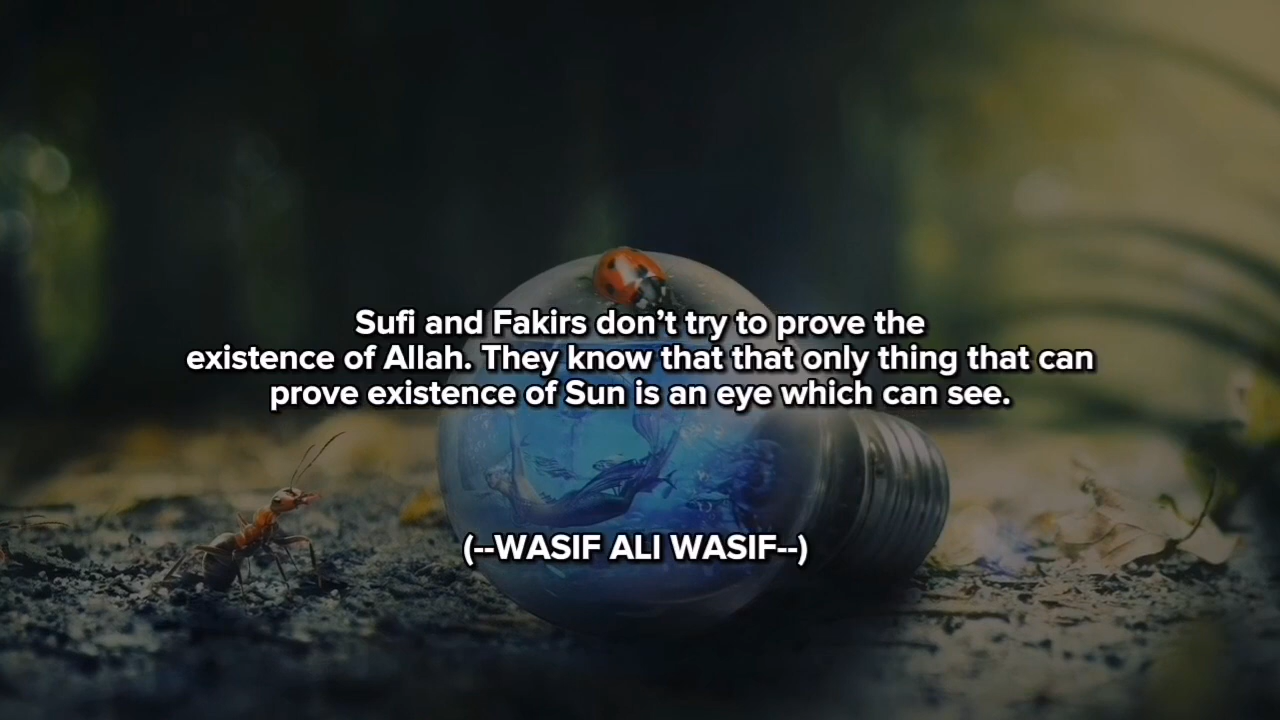 Sufi and Fakirs don’t try to prove the
existence of Allah. They know that that only thing that can
prove existence of Sun is an eye which can see.
(--WASIF ALI WASIF--)